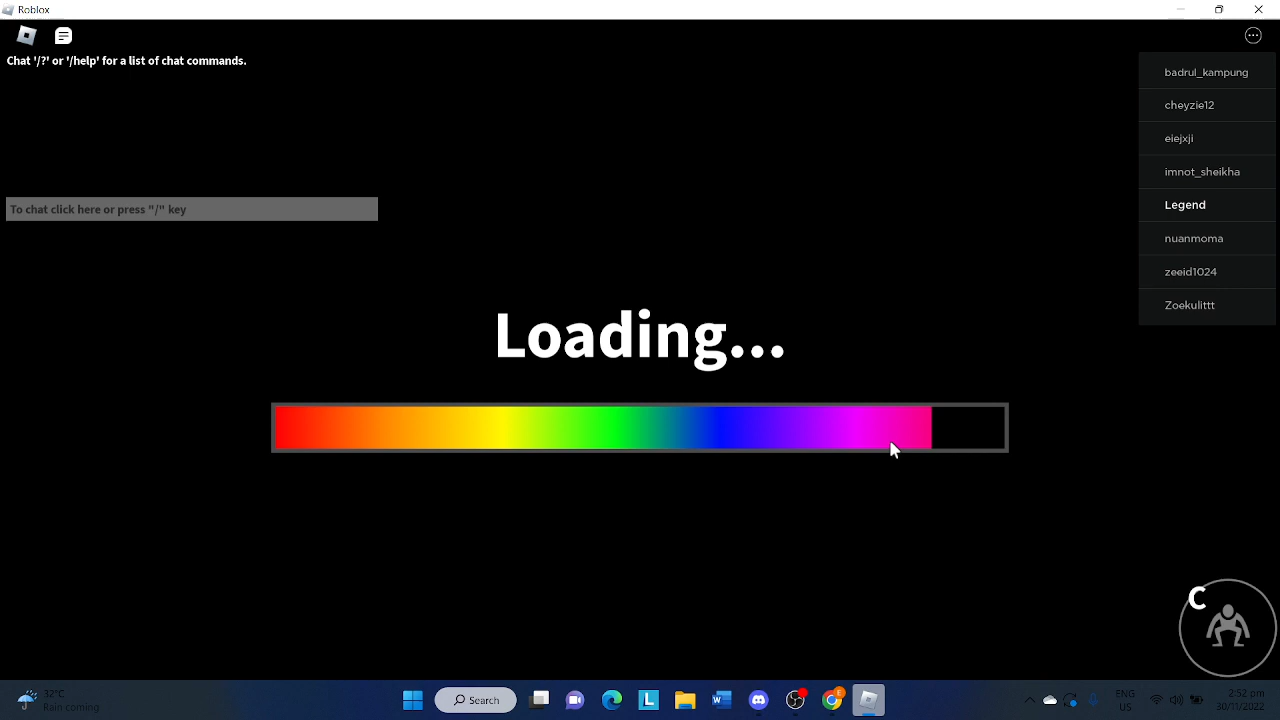 Roblox
Chat '/?' or '/help' for a list of chat commands.
To chat click here or press "/" key
badrul_kampung
cheyzie12
eiejxji
imnot_sheikha
Legend
nuanmoma
zeeid1024
Zoekulittt
Loading...
C
32°C
Rain coming
Search
L
W
E
ENG
US
2:52 pm
30/11/2022